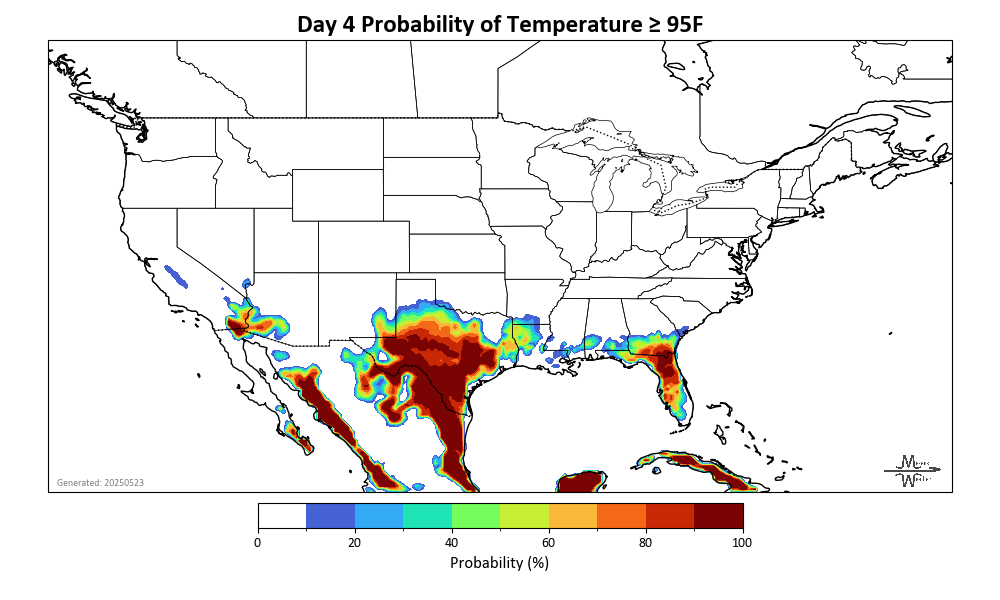 Day 4 Probability of Temperature ≥ 95F
Generated: 20250523
0 20 40 60 80 100
Probability (%)